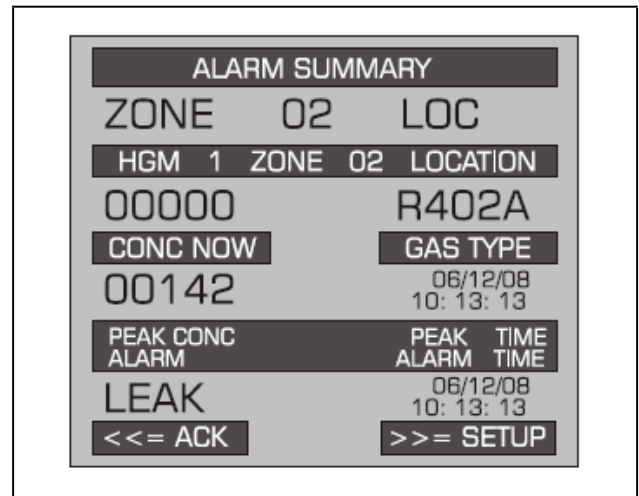 ALARM SUMMARY
ZONE 02 LOC
HGM 1 ZONE 02 LOCATION
00000 R402A
CONC NOW GAS TYPE
00142 06/12/08
10: 13: 13
PEAK CONC PEAK TIME
ALARM ALARM TIME
LEAK 06/12/08
10: 13: 13
<<= ACK >>= SETUP